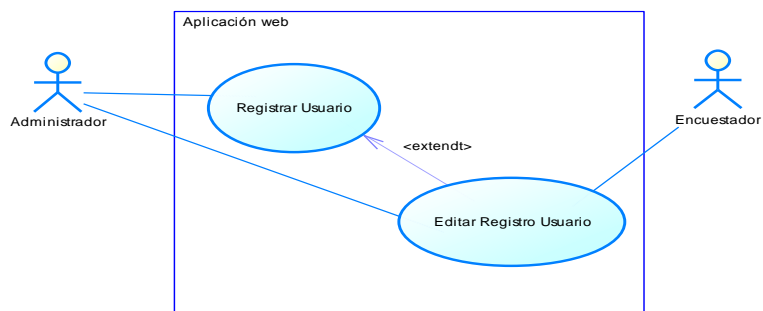 Aplicación web
Administrador
Registrar Usuario
<extendt>
Encuestador
Editar Registro Usuario